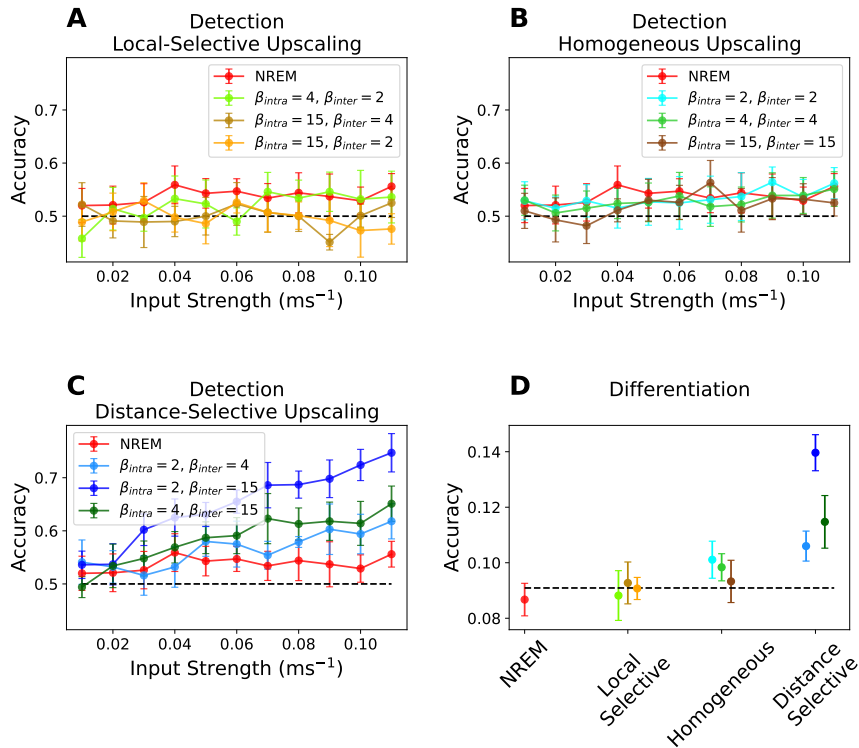 A
Detection
Local-Selective Upscaling
NREM
β_intra = 4, β_inter = 2
β_intra = 15, β_inter = 4
β_intra = 15, β_inter = 2
Accuracy
0.7
0.6
0.5
0.02 0.04 0.06 0.08 0.10
Input Strength (ms⁻¹)
B
Detection
Homogeneous Upscaling
NREM
β_intra = 2, β_inter = 2
β_intra = 4, β_inter = 4
β_intra = 15, β_inter = 15
Accuracy
0.7
0.6
0.5
0.02 0.04 0.06 0.08 0.10
Input Strength (ms⁻¹)
C
Detection
Distance-Selective Upscaling
NREM
β_intra = 2, β_inter = 4
β_intra = 2, β_inter = 15
β_intra = 4, β_inter = 15
Accuracy
0.7
0.6
0.5
0.02 0.04 0.06 0.08 0.10
Input Strength (ms⁻¹)
D
Differentiation
Accuracy
0.14
0.12
0.10
0.08
NREM
Local
Selective
Homogeneous
Distance
Selective